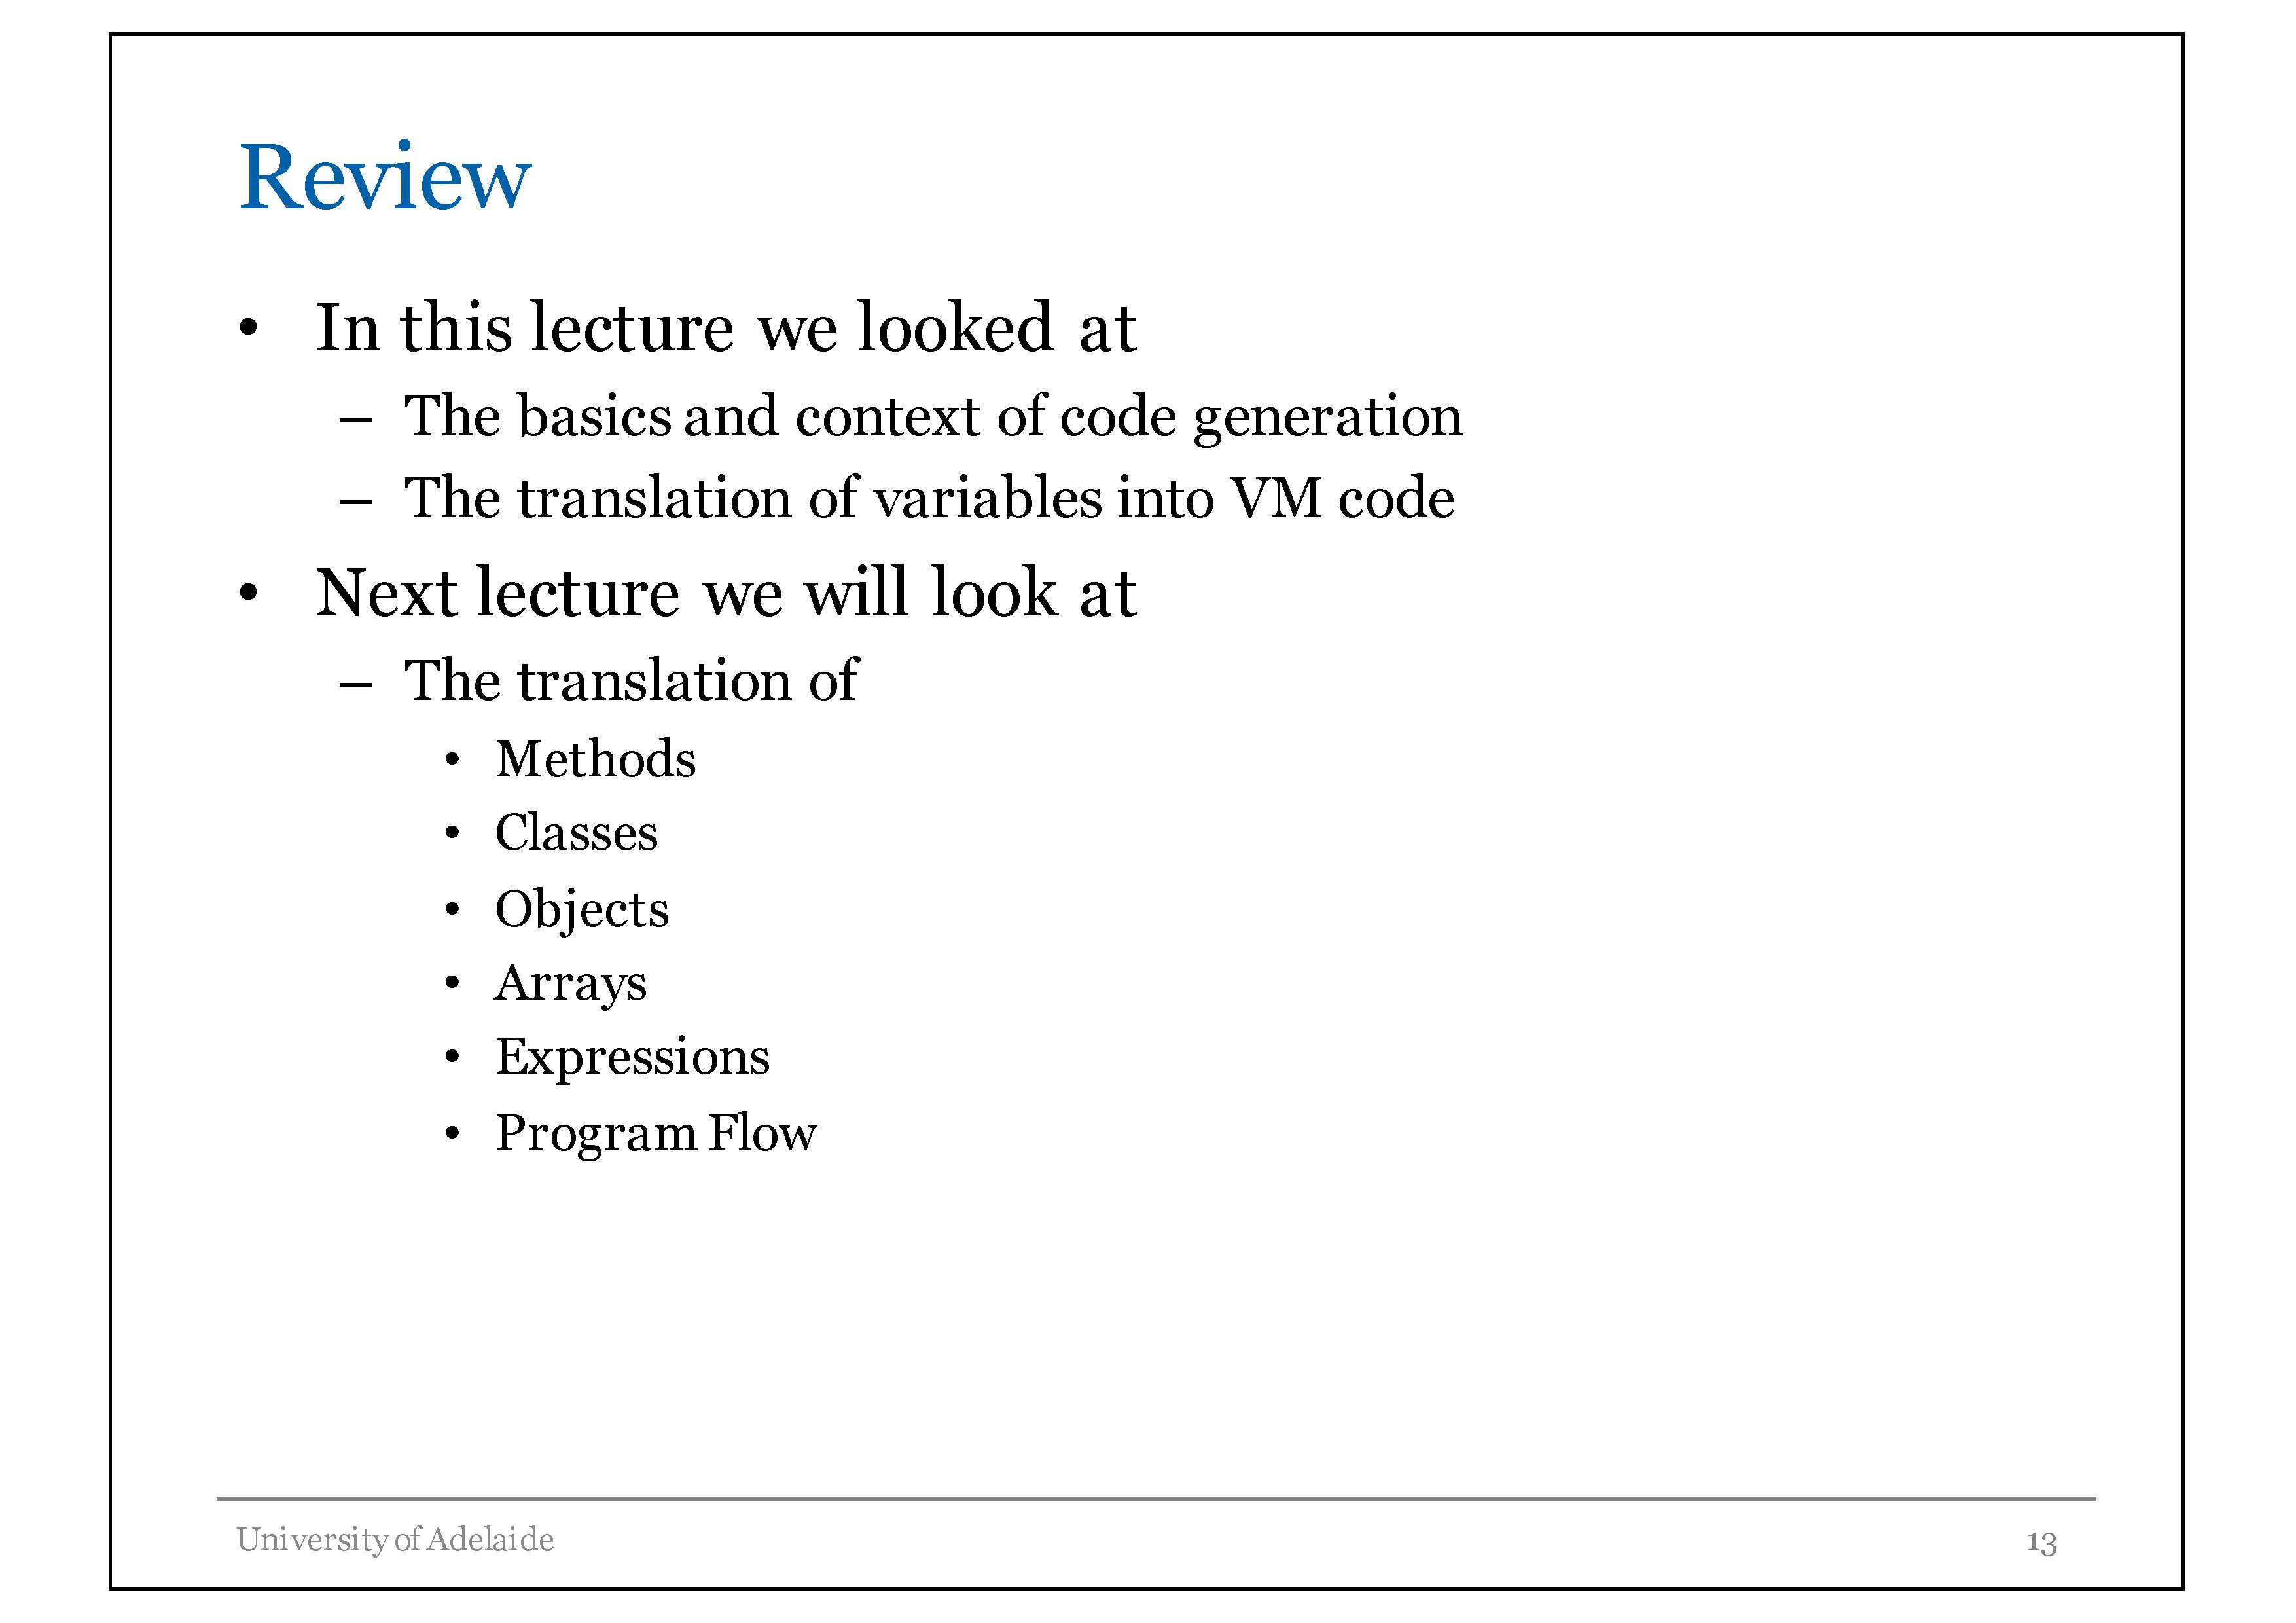 Review
• In this lecture we looked at
– The basics and context of code generation
– The translation of variables into VM code
• Next lecture we will look at
– The translation of
• Methods
• Classes
• Objects
• Arrays
• Expressions
• Program Flow
University of Adelaide 13